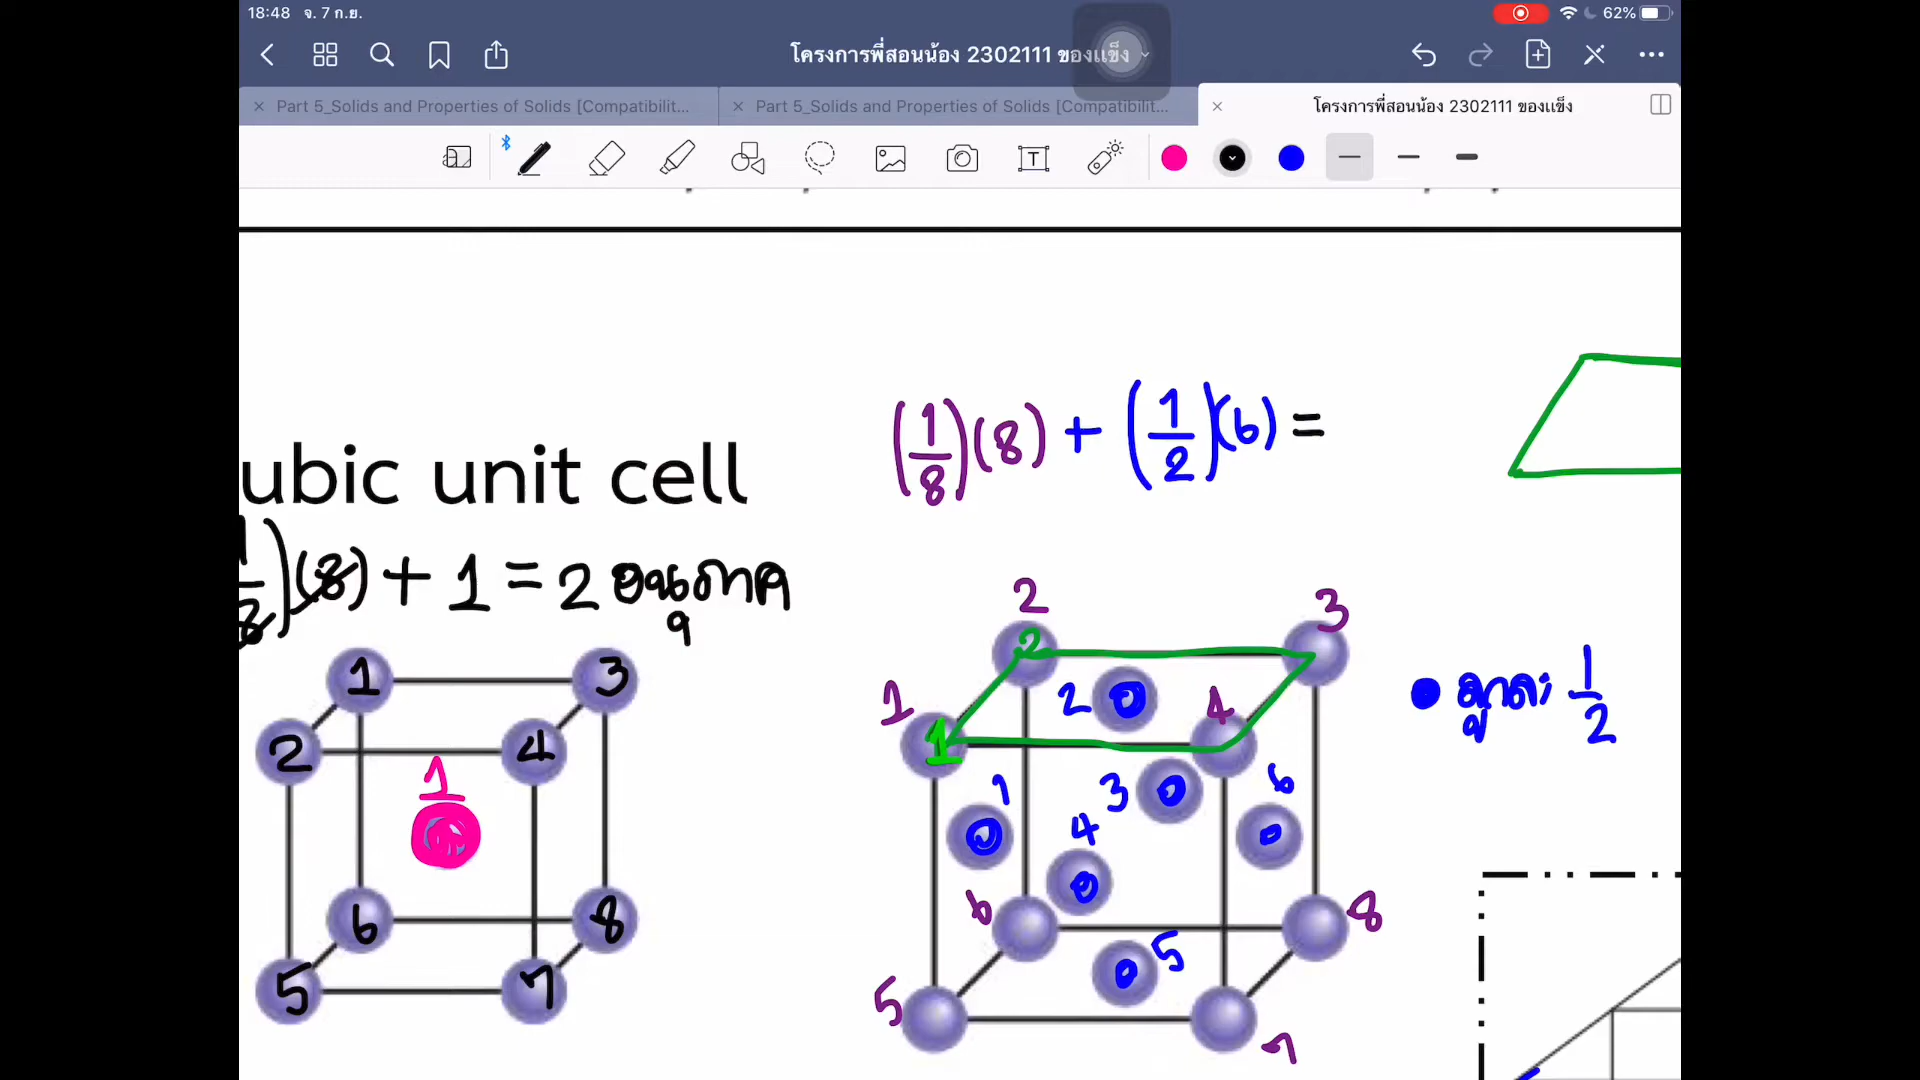 18:48 จ. 7 ก.ย.
62%
โครงการพี่สอนน้อง 2302111 ของแข็ง
Part 5_Solids and Properties of Solids [Compatibilit...
Part 5_Solids and Properties of Solids [Compatibilit...
โครงการพี่สอนน้อง 2302111 ของแข็ง
(1/8)(8) + (1/2)(6) =
ubic unit cell
1/8)(8) + 1 = 2 อนุภาค
2
3
1
2
4
1
3
2
4
1
1
6
3
4
1
6
8
6
8
5
5
7
5
7
ลูกละ 1/2